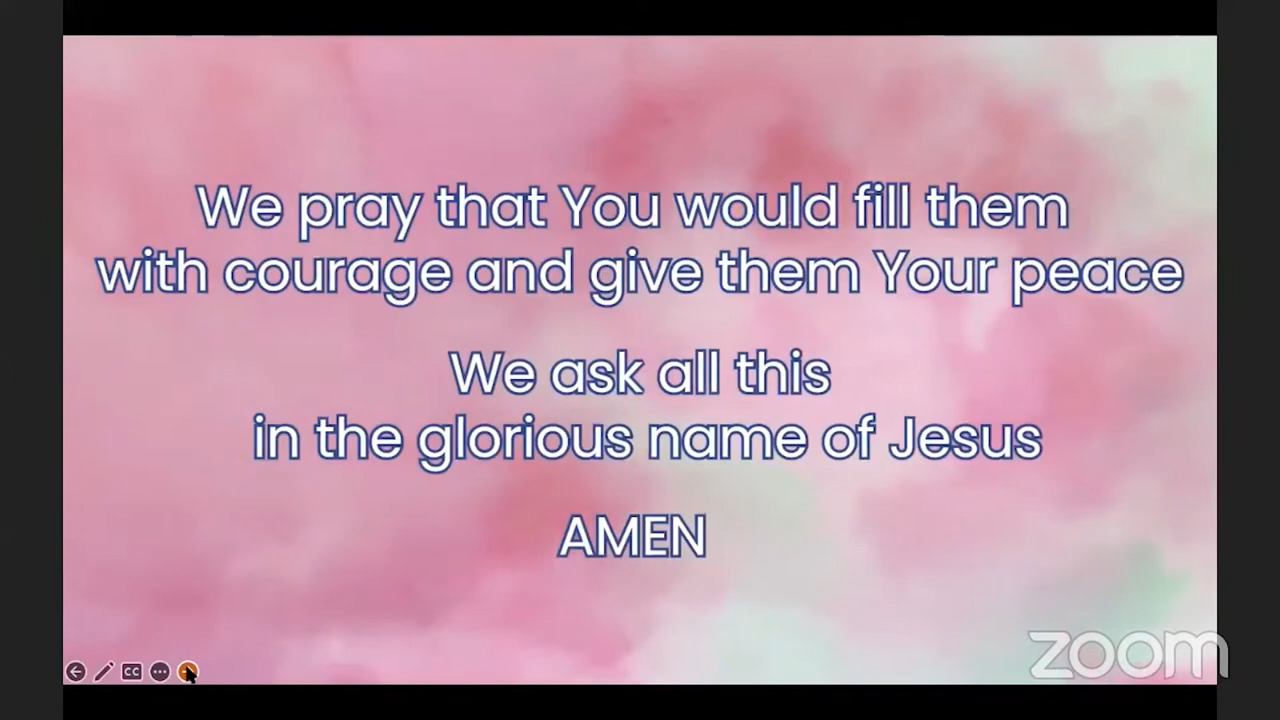 We pray that You would fill them
with courage and give them Your peace
We ask all this
in the glorious name of Jesus
AMEN
CC
zoom